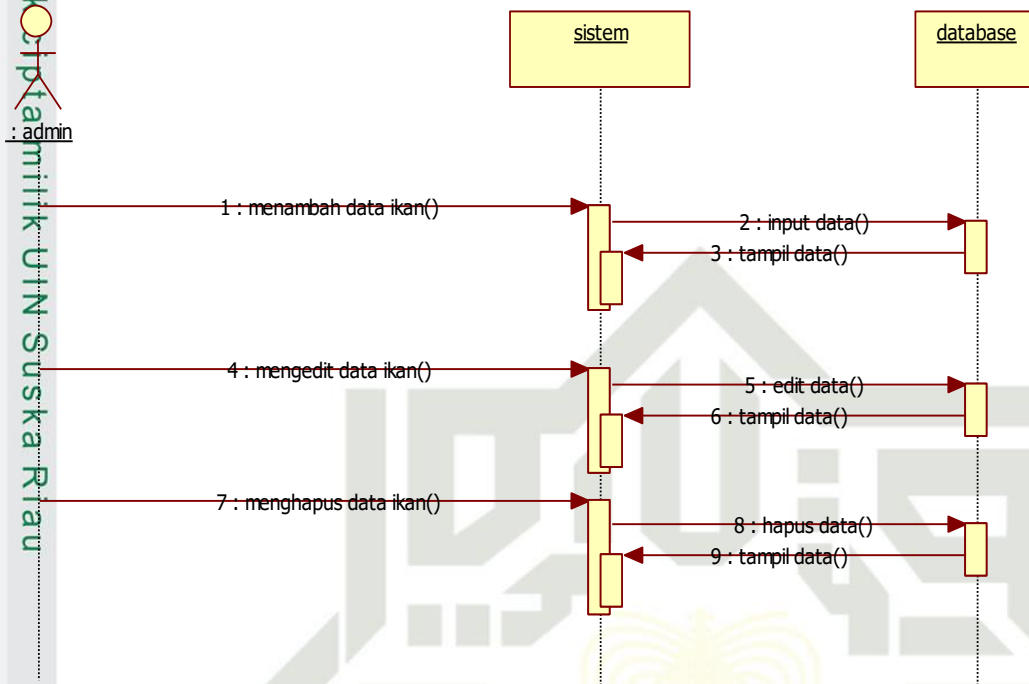 k cipta milik UIN Suska Riau
: admin
sistem
database
1 : menambah data ikan()
2 : input data()
3 : tampil data()
4 : mengedit data ikan()
5 : edit data()
6 : tampil data()
7 : menghapus data ikan()
8 : hapus data()
9 : tampil data()